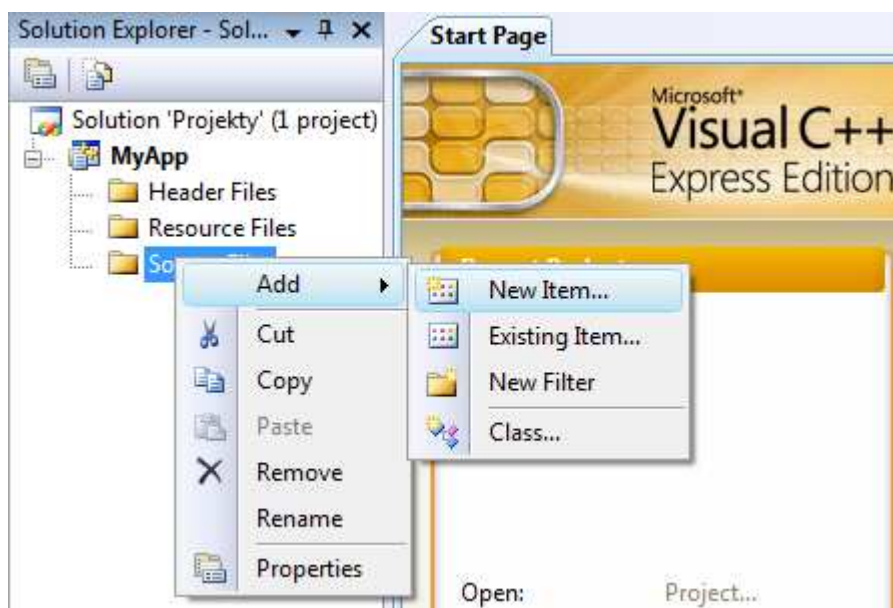 Solution Explorer - Sol...
Start Page
Solution 'Projekty' (1 project)
MyApp
Header Files
Resource Files
Microsoft®
Visual C++
Express Edition
Add
Cut
Copy
Paste
Remove
Rename
Properties
New Item...
Existing Item...
New Filter
Class...
Open:
Project...